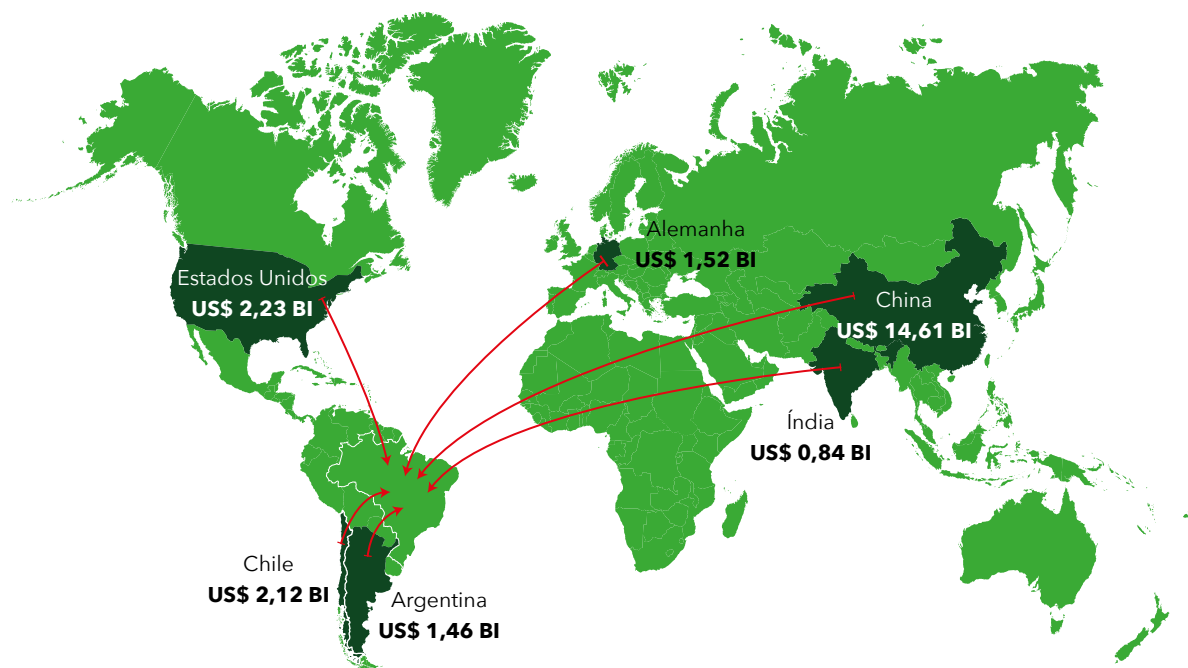 Alemanha
US$ 1,52 BI
Estados Unidos
US$ 2,23 BI
China
US$ 14,61 BI
Índia
US$ 0,84 BI
Chile
US$ 2,12 BI
Argentina
US$ 1,46 BI